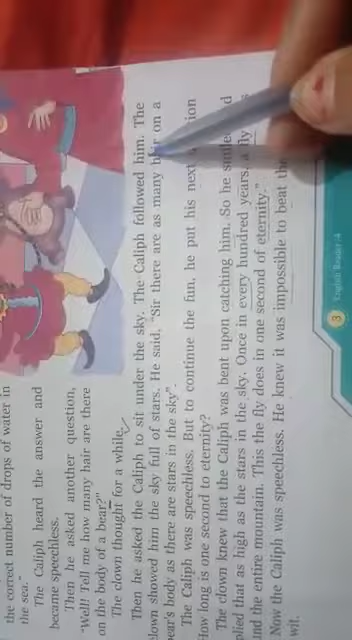 the correct number of drops of water in
the sea."
The Caliph heard the answer and
became speechless.
Then he asked another question,
"Well! Tell me how many hair are there
on the body of a bear?"
The clown thought for a while.
Then he asked the Caliph to sit under the sky. The Caliph followed him. The
clown showed him the sky full of stars. He said, "Sir there are as many on a
bear's body as there are stars in the sky"
The Caliph was speechless. But to continue the fun, he put his next
ow long is one second to eternity?
The clown knew that the Caliph was bent upon catching him. So he
plied that as high as the stars in the sky. Once in every hundred years, a fly
nd the entire mountain. This the fly does in one second of eternity."
Now the Caliph was speechless. He knew it was impossible to beat the
wit.
3 English Reader-4